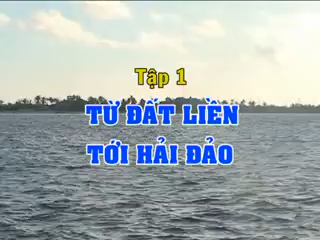 Tập 1
TỪ ĐẤT LIỀN
TỚI HẢI ĐẢO